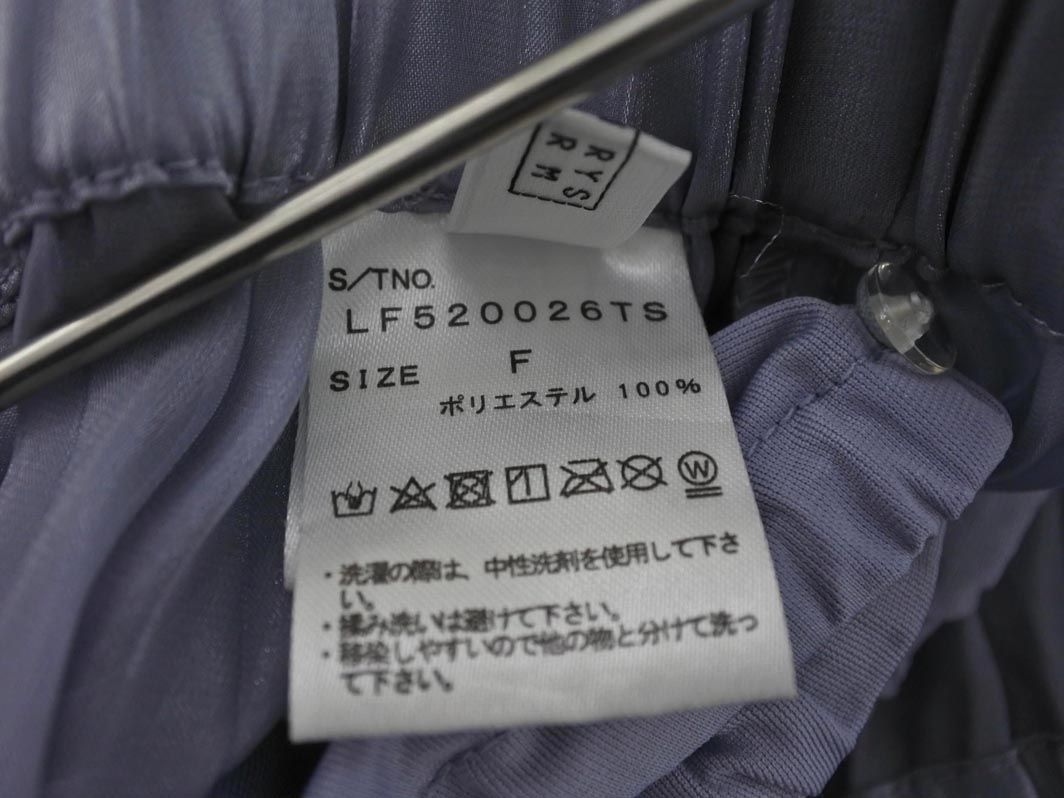 RYS
RM
S/TNO.
LF520026TS
SIZE F
ポリエステル 100%
W
・洗濯の際は、中性洗剤を使用して下さ
い。
・揉み洗いは避けて下さい。
・移染しやすいので他の物と分けて洗っ
て下さい。